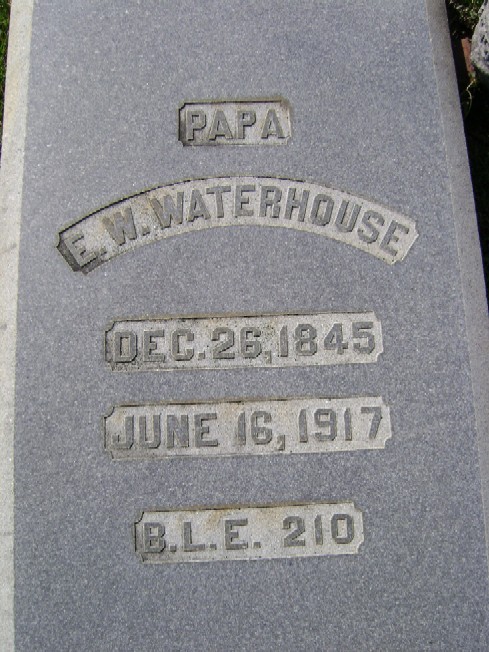 PAPA
E. W. WATERHOUSE
DEC. 26, 1845
JUNE 16, 1917
B.L.E. 210